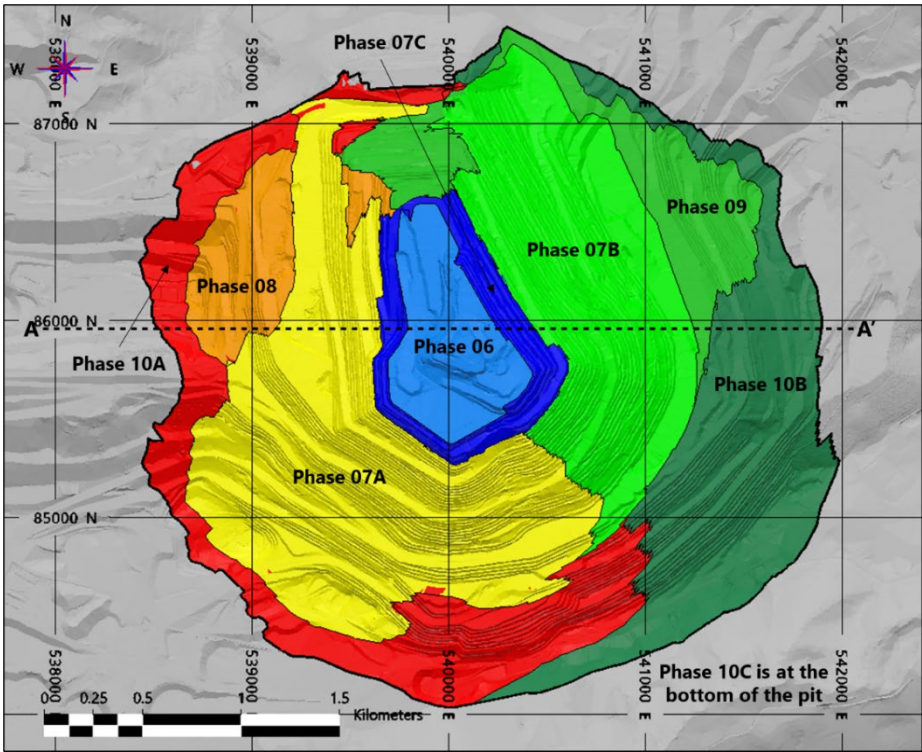 N
W E
S
538000 E
539000 E
540000 E
541000 E
542000 E
Phase 07C
87000 N
Phase 09
Phase 07B
Phase 08
86000 N
A
A'
Phase 06
Phase 10A
Phase 10B
Phase 07A
85000 N
Phase 10C is at the
bottom of the pit
538000
539000 E
540000 E
541000 E
542000 E
0.0 0.25 0.5 1.0 1.5
Kilometers